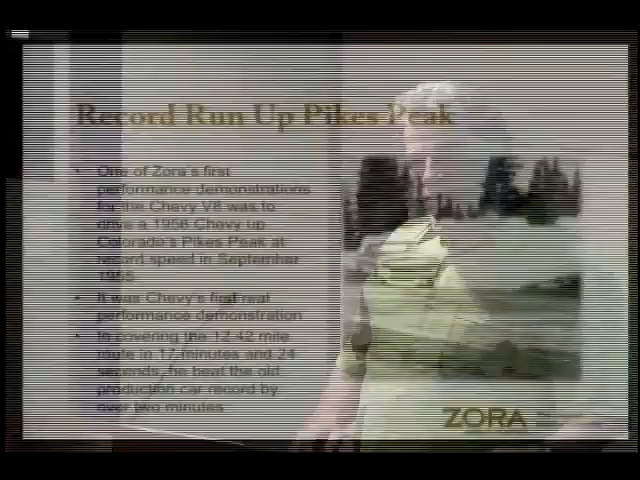 Record Run Up Pikes Peak
• One of Zora's first
performance demonstrations
for the Chevy V8 was to
drive a 1956 Chevy up
Colorado's Pikes Peak at
record speed in September
1955
• It was Chevy's first real
performance demonstration
• In covering the 12.42 mile
route in 17 minutes and 24
seconds, he beat the old
production car record by
over two minutes
ZORA